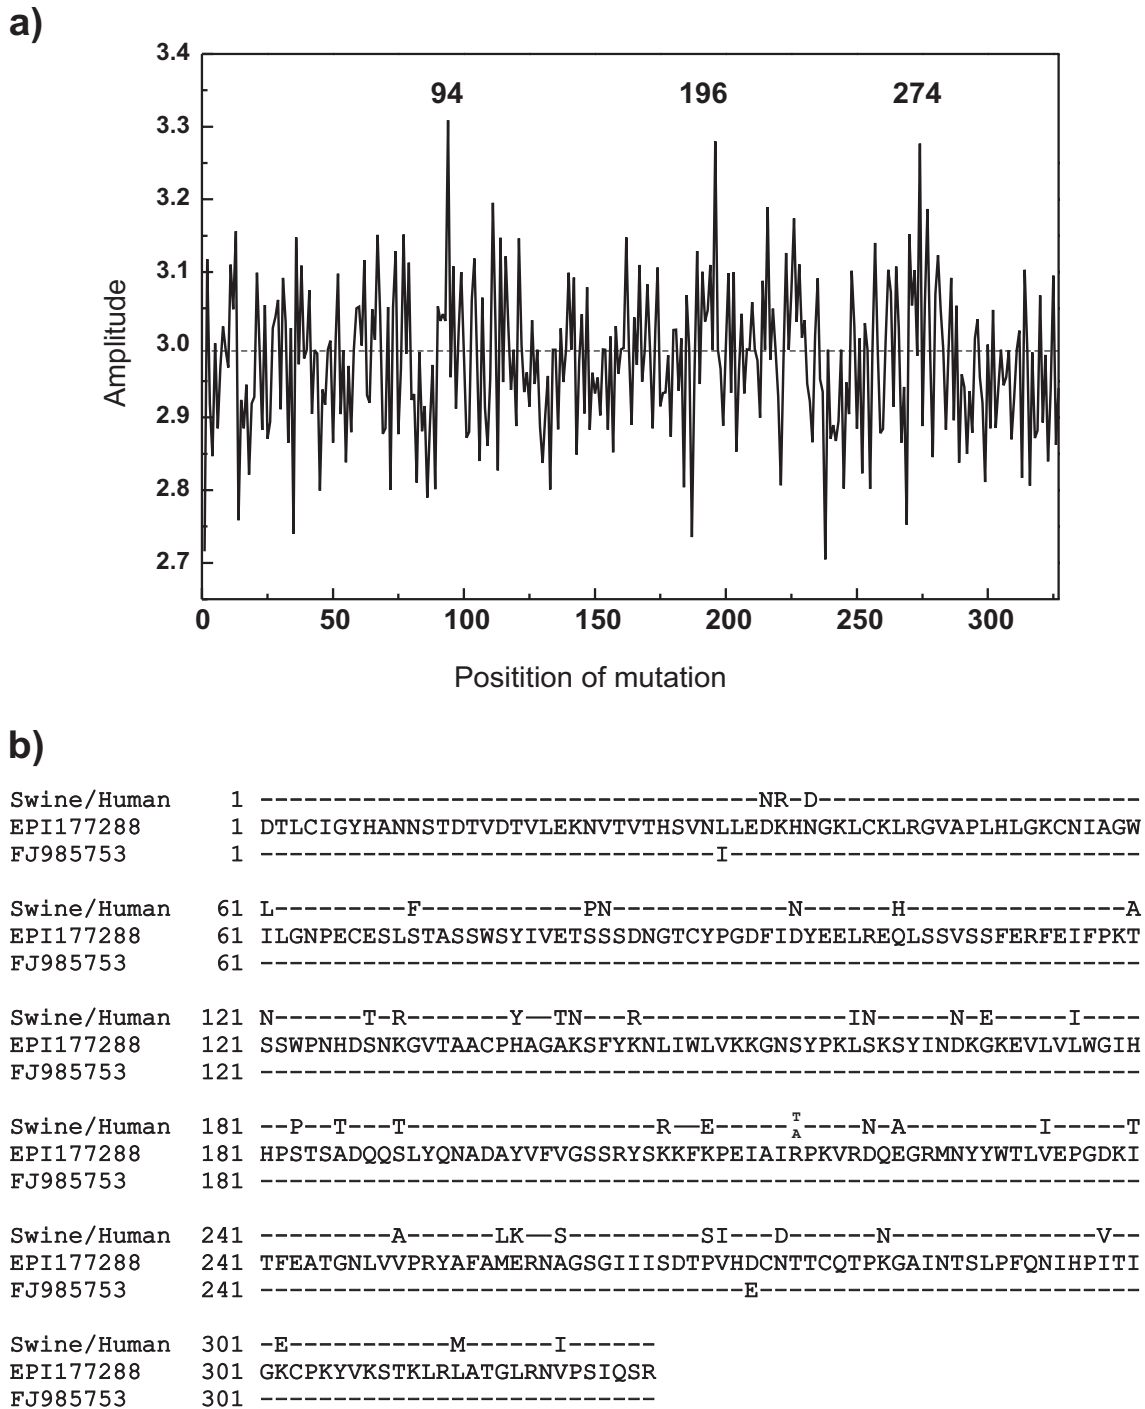 a)
3.4
3.3
3.2
3.1
3.0
2.9
2.8
2.7
Amplitude
94 196 274
0 50 100 150 200 250 300
Positition of mutation
b)
Swine/Human 1 ----------------------------------NR-D----------------------
EPI177288 1 DTLCIGYHANNSTDTVDTVLEKNVTVTHSVNLLEDKHNGKLCKLRGVAPLHLGKCNIAGW
FJ985753 1 -------------------------------I----------------------------
Swine/Human 61 L---------F-----------PN------------N------H---------------A
EPI177288 61 ILGNPECESLSTASSWSYIVETSSSDNGTCYPGDFIDYEELREQLSSVSSFERFEIFPKT
FJ985753 61 ------------------------------------------------------------
Swine/Human 121 N------T-R-------Y—TN---R--------------IN-----N-E-----I----
EPI177288 121 SSWPNHDSNKGVTAACPHAGAKSFYKNLIWLVKKGNSYPKLSKSYINDKGKEVLVLWGIH
FJ985753 121 ------------------------------------------------------------
Swine/Human 181 --P--T---T-----------------R—E-----T/A----N-A---------I-----T
EPI177288 181 HPSTSADQQSLYQNADAYVFVGSSRYSKKFKPEIAIRPKVRDQEGRMNYYWTLVEPGDKI
FJ985753 181 ------------------------------------------------------------
Swine/Human 241 ---------A------LK—S---------SI---D------N--------------V--
EPI177288 241 TFEATGNLVVPRYAFAMERNAGSGIIISDTPVHDCNTTCQTPKGAINTSLPFQNIHPITI
FJ985753 241 ---------------------------------E--------------------------
Swine/Human 301 -E-----------M------I------
EPI177288 301 GKCPKYVKSTKLRLATGLRNVPSIQSR
FJ985753 301 ---------------------------